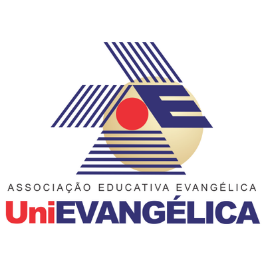 E
ASSOCIAÇÃO EDUCATIVA EVANGÉLICA
UniEVANGÉLICA